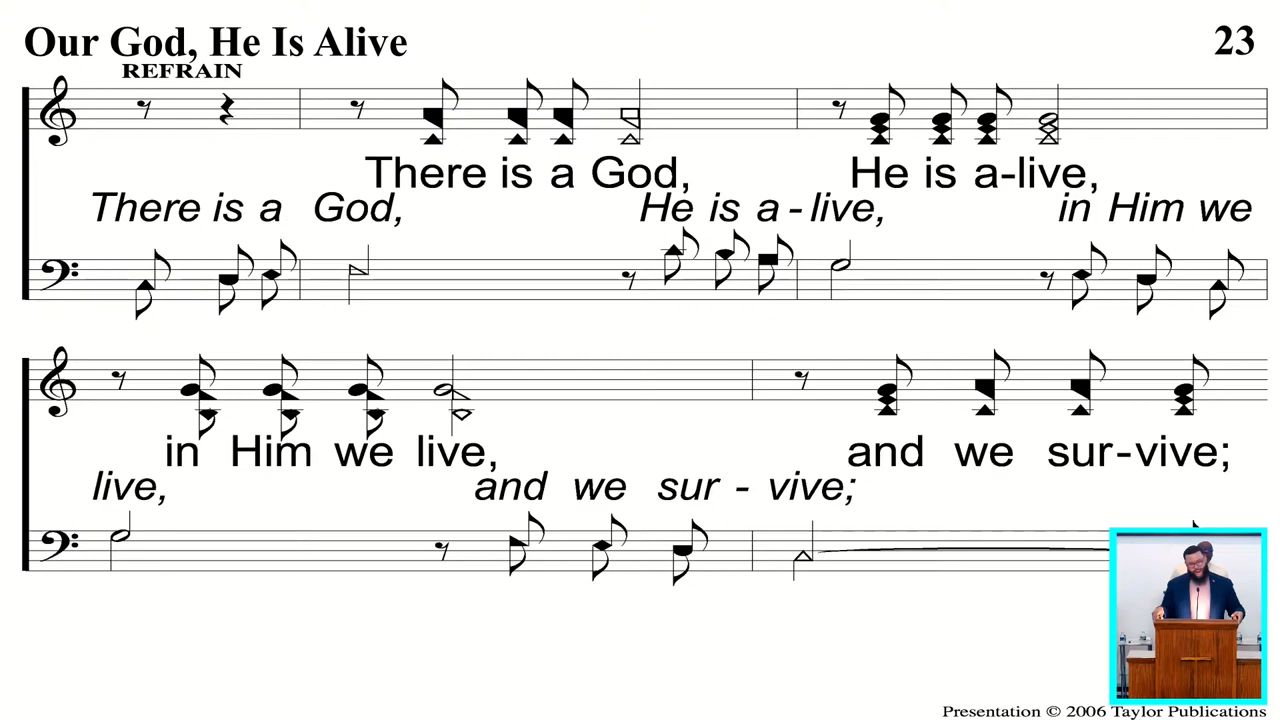 Our God, He Is Alive
23
REFRAIN
There is a God, He is a-live,
There is a God, He is a-live, in Him we
in Him we live, and we sur-vive;
live, and we sur-vive;
Presentation © 2006 Taylor Publications